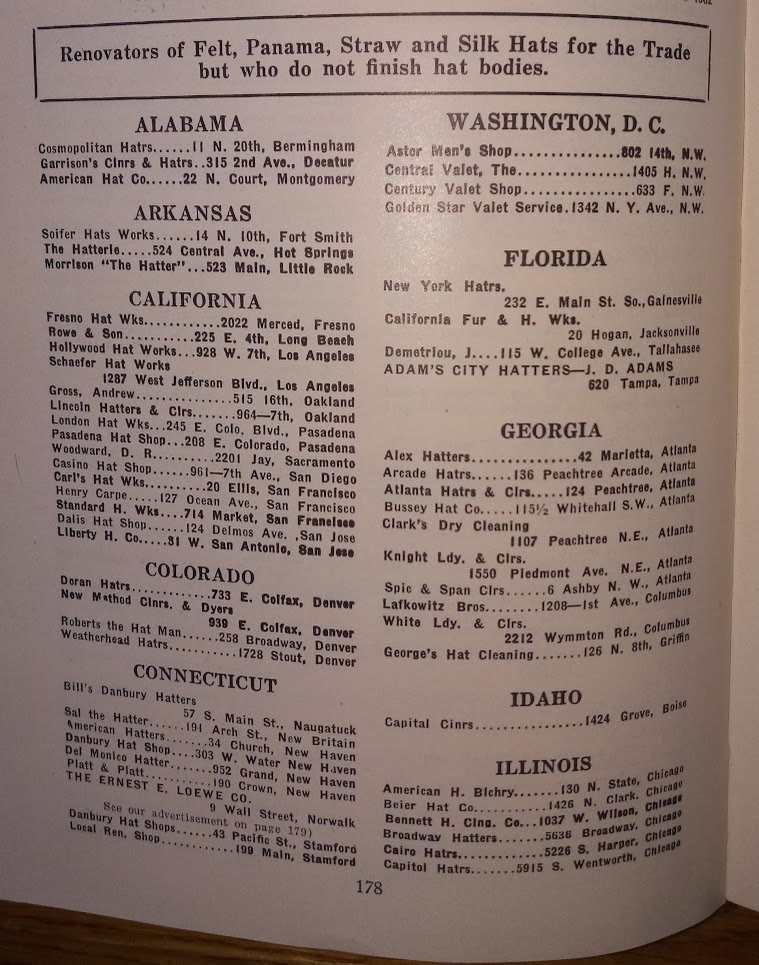 Renovators of Felt, Panama, Straw and Silk Hats for the Trade
but who do not finish hat bodies.
ALABAMA
Cosmopolitan Hatrs......11 N. 20th, Bermingham
Garrison's Clnrs & Hatrs..315 2nd Ave., Decatur
American Hat Co......22 N. Court, Montgomery
ARKANSAS
Soifer Hats Works......14 N. 10th, Fort Smith
The Hatterie.....524 Central Ave., Hot Springs
Morrison "The Hatter"...523 Main, Little Rock
CALIFORNIA
Fresno Hat Wks...........2022 Merced, Fresno
Rowe & Son..........225 E. 4th, Long Beach
Hollywood Hat Works..928 W. 7th, Los Angeles
Schaefer Hat Works
1287 West Jefferson Blvd., Los Angeles
Gross, Andrew..........515 16th, Oakland
Lincoln Hatters & Clrs.......964—7th, Oakland
London Hat Wks...245 E. Colo. Blvd., Pasadena
Pasadena Hat Shop...208 E. Colorado, Pasadena
Woodward, D. R..........2201 Jay, Sacramento
Casino Hat Shop......961—7th Ave., San Diego
Carl's Hat Wks..........20 Ellis, San Francisco
Henry Carpe....127 Ocean Ave., San Francisco
Standard H. Wks....714 Market, San Francisco
Dalis Hat Shop......124 Delmos Ave. ,San Jose
Liberty H. Co.....81 W. San Antonio, San Jose
COLORADO
Doran Hatrs............733 E. Colfax, Denver
New Method Clnrs. & Dyers
939 E. Colfax, Denver
Roberts the Hat Man.....258 Broadway, Denver
Weatherhead Hatrs..........1728 Stout, Denver
CONNECTICUT
Bill's Danbury Hatters
57 S. Main St., Naugatuck
Sal the Hatter......191 Arch St., New Britain
American Hatters.....34 Church, New Haven
Danbury Hat Shop....303 W. Water New Haven
Del Monico Hatter.......952 Grand, New Haven
Platt & Platt...........190 Crown, New Haven
THE ERNEST E. LOEWE CO.
9 Wall Street, Norwalk
See our advertisement on page 179)
Danbury Hat Shops.....43 Pacific St., Stamford
Local Ren. Shop...........199 Main, Stamford
WASHINGTON, D. C.
Astor Men's Shop..............802 14th, N.W.
Central Valet, The...............1405 H. N.W.
Century Valet Shop...............633 F. N.W.
Golden Star Valet Service.1342 N. Y. Ave., N.W.
FLORIDA
New York Hatrs.
232 E. Main St. So.,Gainesville
California Fur & H. Wks.
20 Hogan, Jacksonville
Demetriou, J....115 W. College Ave., Tallahasee
ADAM'S CITY HATTERS—J. D. ADAMS
620 Tampa, Tampa
GEORGIA
Alex Hatters..............42 Marietta, Atlanta
Arcade Hatrs......136 Peachtree Arcade, Atlanta
Atlanta Hatrs & Clrs.....124 Peachtree, Atlanta
Bussey Hat Co.....115½ Whitehall S.W., Atlanta
Clark's Dry Cleaning
1107 Peachtree N.E., Atlanta
Knight Ldy. & Clrs.
1550 Piedmont Ave. N.E., Atlanta
Spic & Span Clrs......6 Ashby N. W., Atlanta
Lafkowitz Bros........1208—1st Ave., Columbus
White Ldy. & Clrs.
2212 Wymmton Rd., Columbus
George's Hat Cleaning.......126 N. 8th, Griffin
IDAHO
Capital Clnrs...............1424 Grove, Boise
ILLINOIS
American H. Blchry.......130 N. State, Chicago
Beier Hat Co...........1426 N. Clark, Chicago
Bennett H. Clng. Co...1037 W. Wilson, Chicago
Broadway Hatters.......5636 Broadway, Chicago
Cairo Hatrs............5226 S. Harper, Chicago
Capitol Hatrs.......5915 S. Wentworth, Chicago
178